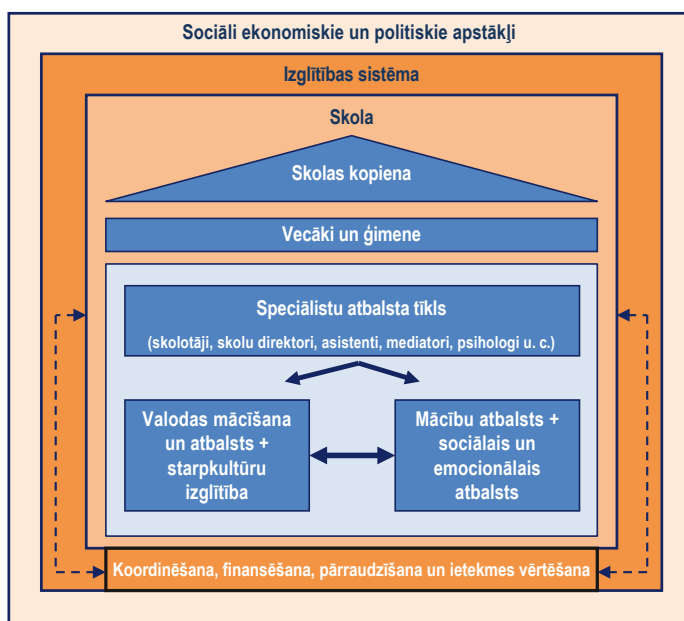 Sociāli ekonomiskie un politiskie apstākļi
Izglītības sistēma
Skola
Skolas kopiena
Vecāki un ģimene
Speciālistu atbalsta tīkls
(skolotāji, skolu direktori, asistenti, mediatori, psihologi u. c.)
Valodas mācīšana
un atbalsts +
starpkultūru
izglītība
Mācību atbalsts +
sociālais un
emocionālais
atbalsts
Koordinēšana, finansēšana, pārraudzīšana un ietekmes vērtēšana